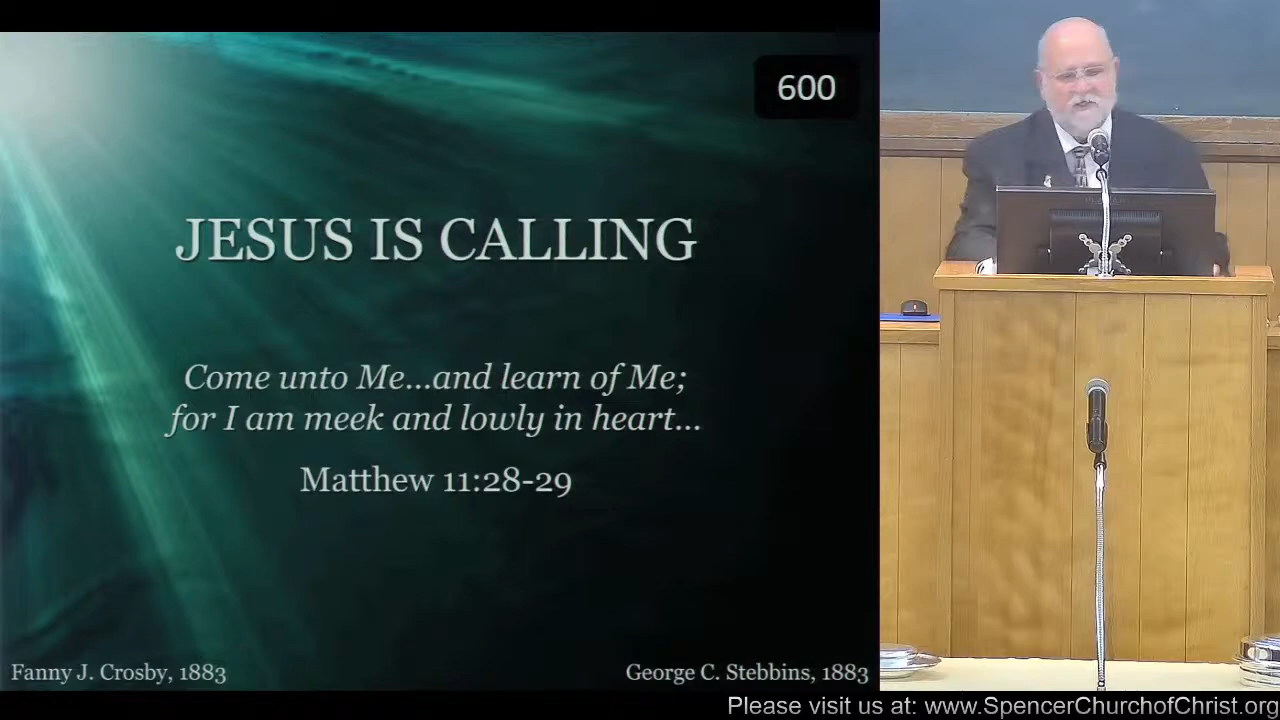 600
JESUS IS CALLING
Come unto Me...and learn of Me;
for I am meek and lowly in heart...
Matthew 11:28-29
Fanny J. Crosby, 1883
George C. Stebbins, 1883
Please visit us at: www.SpencerChurchofChrist.org